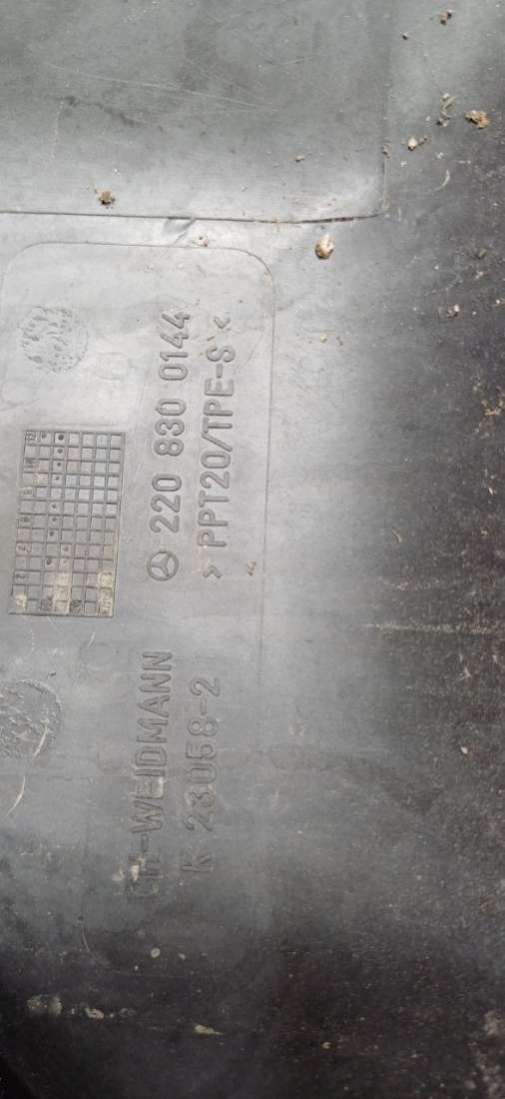 220 830 0144
>PPT20/TPE-S<
WEIDMANN
K 23058-2